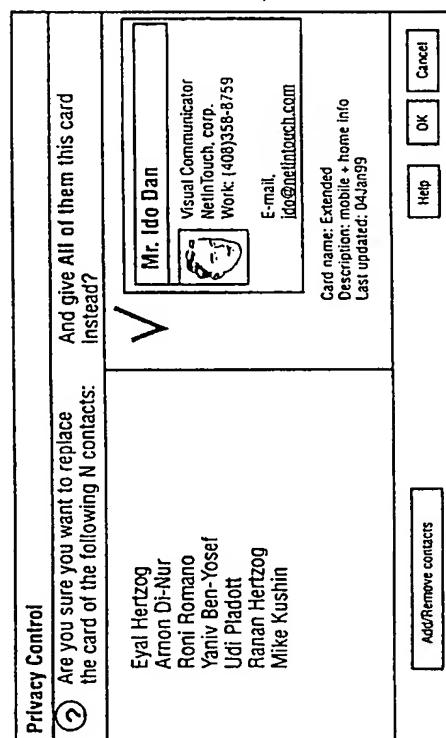 Privacy Control
? Are you sure you want to replace
the card of the following N contacts:
And give All of them this card
Instead?
Eyal Hertzog
Arnon Di-Nur
Roni Romano
Yaniv Ben-Yosef
Udi Pladott
Ranan Hertzog
Mike Kushin
Mr. Ido Dan
Visual Communicator
NetInTouch, corp.
Work: (408)358-8759
E-mail,
ido@netintouch.com
Card name: Extended
Description: mobile + home info
Last updated: 04Jan99
Add/Remove contacts
Help
OK
Cancel